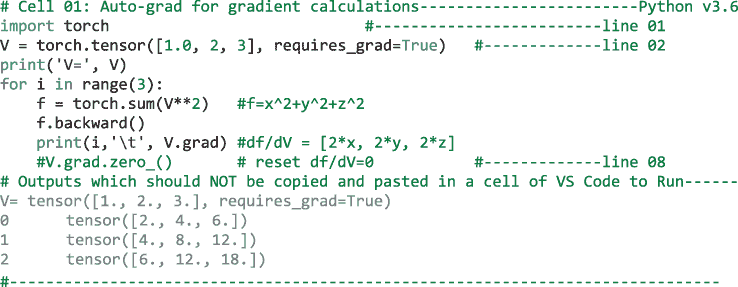 # Cell 01: Auto-grad for gradient calculations---------------------------Python v3.6
import torch #-------------------------line 01
V = torch.tensor([1.0, 2, 3], requires_grad=True) #-------------line 02
print('V=', V)
for i in range(3):
f = torch.sum(V**2) #f=x^2+y^2+z^2
f.backward()
print(i,'\t', V.grad) #df/dV = [2*x, 2*y, 2*z]
#V.grad.zero_() # reset df/dV=0 #-------------line 08
# Outputs which should NOT be copied and pasted in a cell of VS Code to Run------
V= tensor([1., 2., 3.], requires_grad=True)
0 tensor([2., 4., 6.])
1 tensor([4., 8., 12.])
2 tensor([6., 12., 18.])
#------------------------------------------------------------------------------